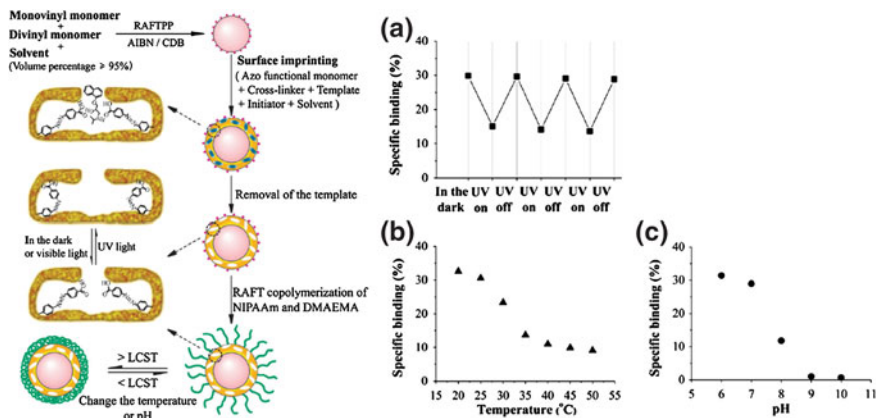 Monovinyl monomer
+
Divinyl monomer
+
Solvent
(Volume percentage ≥ 95%)
RAFTPP
AIBN / CDB
Surface imprinting
( Azo functional monomer
+ Cross-linker + Template
+ Initiator + Solvent )
Removal of the template
In the dark
or visible light
UV light
RAFT copolymerization of
NIPAAm and DMAEMA
> LCST
< LCST
Change the temperature
or pH
(a)
Specific binding (%)
40
30
20
10
0
In the
dark
UV
on
UV
off
UV
on
UV
off
UV
on
UV
off
(b)
Specific binding (%)
40
30
20
10
0
15 20 25 30 35 40 45 50 55
Temperature (°C)
(c)
Specific binding (%)
40
30
20
10
0
5 6 7 8 9 10 11
pH